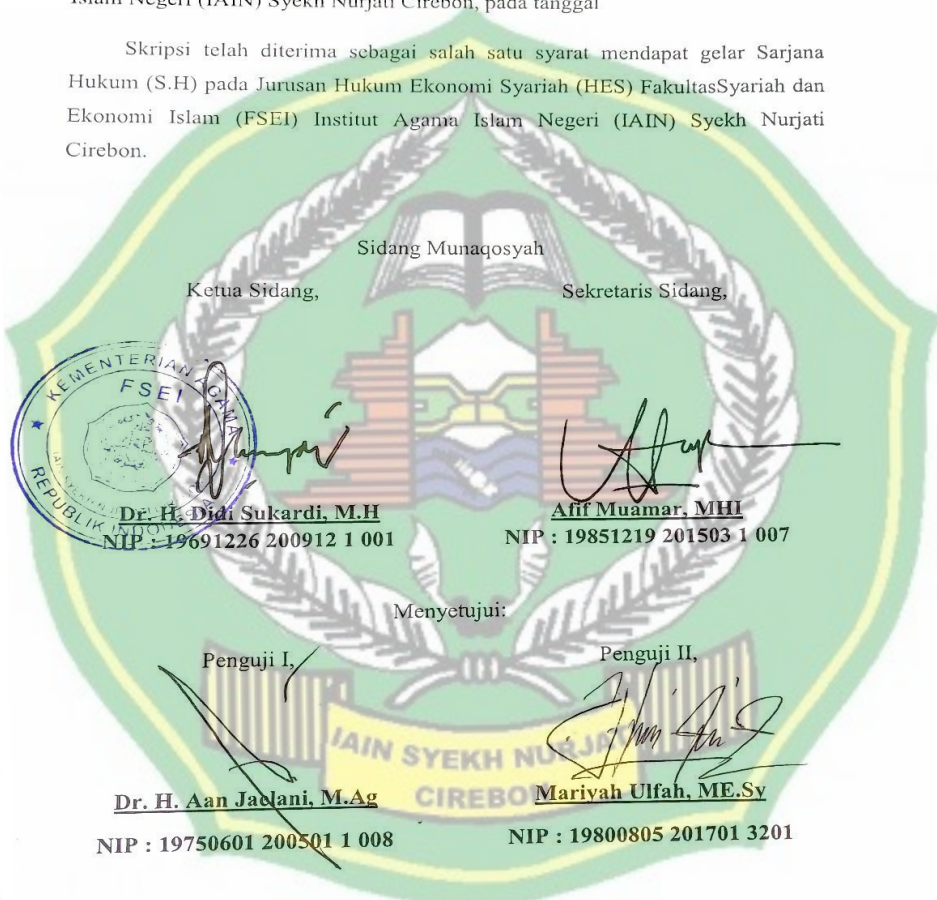 Islam Negeri (IAIN) Syekh Nurjati Cirebon, pada tanggal
Skripsi telah diterima sebagai salah satu syarat mendapat gelar Sarjana
Hukum (S.H) pada Jurusan Hukum Ekonomi Syariah (HES) FakultasSyariah dan
Ekonomi Islam (FSEI) Institut Agama Islam Negeri (IAIN) Syekh Nurjati
Cirebon.
Sidang Munaqosyah
Ketua Sidang,
Sekretaris Sidang,
KEMENTERIAN AGAMA
FSEI
REPUBLIK INDONESIA
Dr. H. Didi Sukardi, M.H
NIP : 19691226 200912 1 001
Afif Muamar, MHI
NIP : 19851219 201503 1 007
Menyetujui:
Penguji I,
Penguji II,
IAIN SYEKH NURJATI
CIREBON
Dr. H. Aan Jaelani, M.Ag
NIP : 19750601 200501 1 008
Mariyah Ulfah, ME.Sy
NIP : 19800805 201701 3201